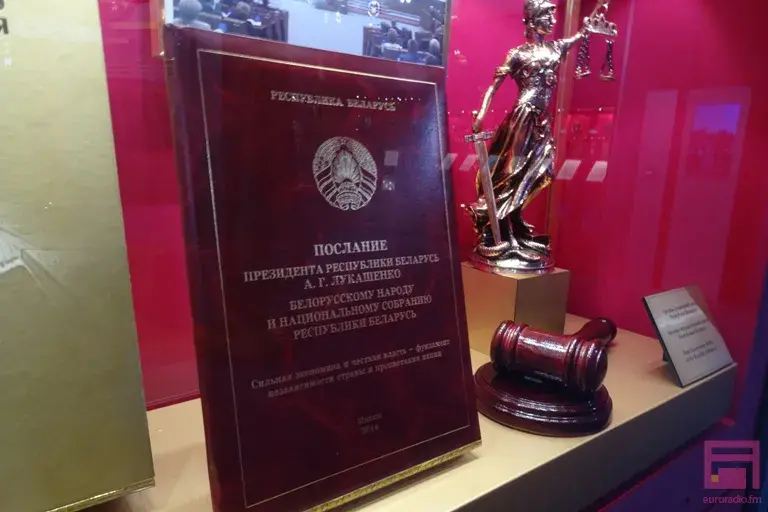 РЕСПУБЛИКА БЕЛАРУСЬ
ПОСЛАНИЕ
ПРЕЗИДЕНТА РЕСПУБЛИКИ БЕЛАРУСЬ
А. Г. ЛУКАШЕНКО
БЕЛОРУССКОМУ НАРОДУ
И НАЦИОНАЛЬНОМУ СОБРАНИЮ
РЕСПУБЛИКИ БЕЛАРУСЬ
Сильная экономика и честная власть – фундамент
независимости страны и процветания нации
Минск
2014
euroradio.fm